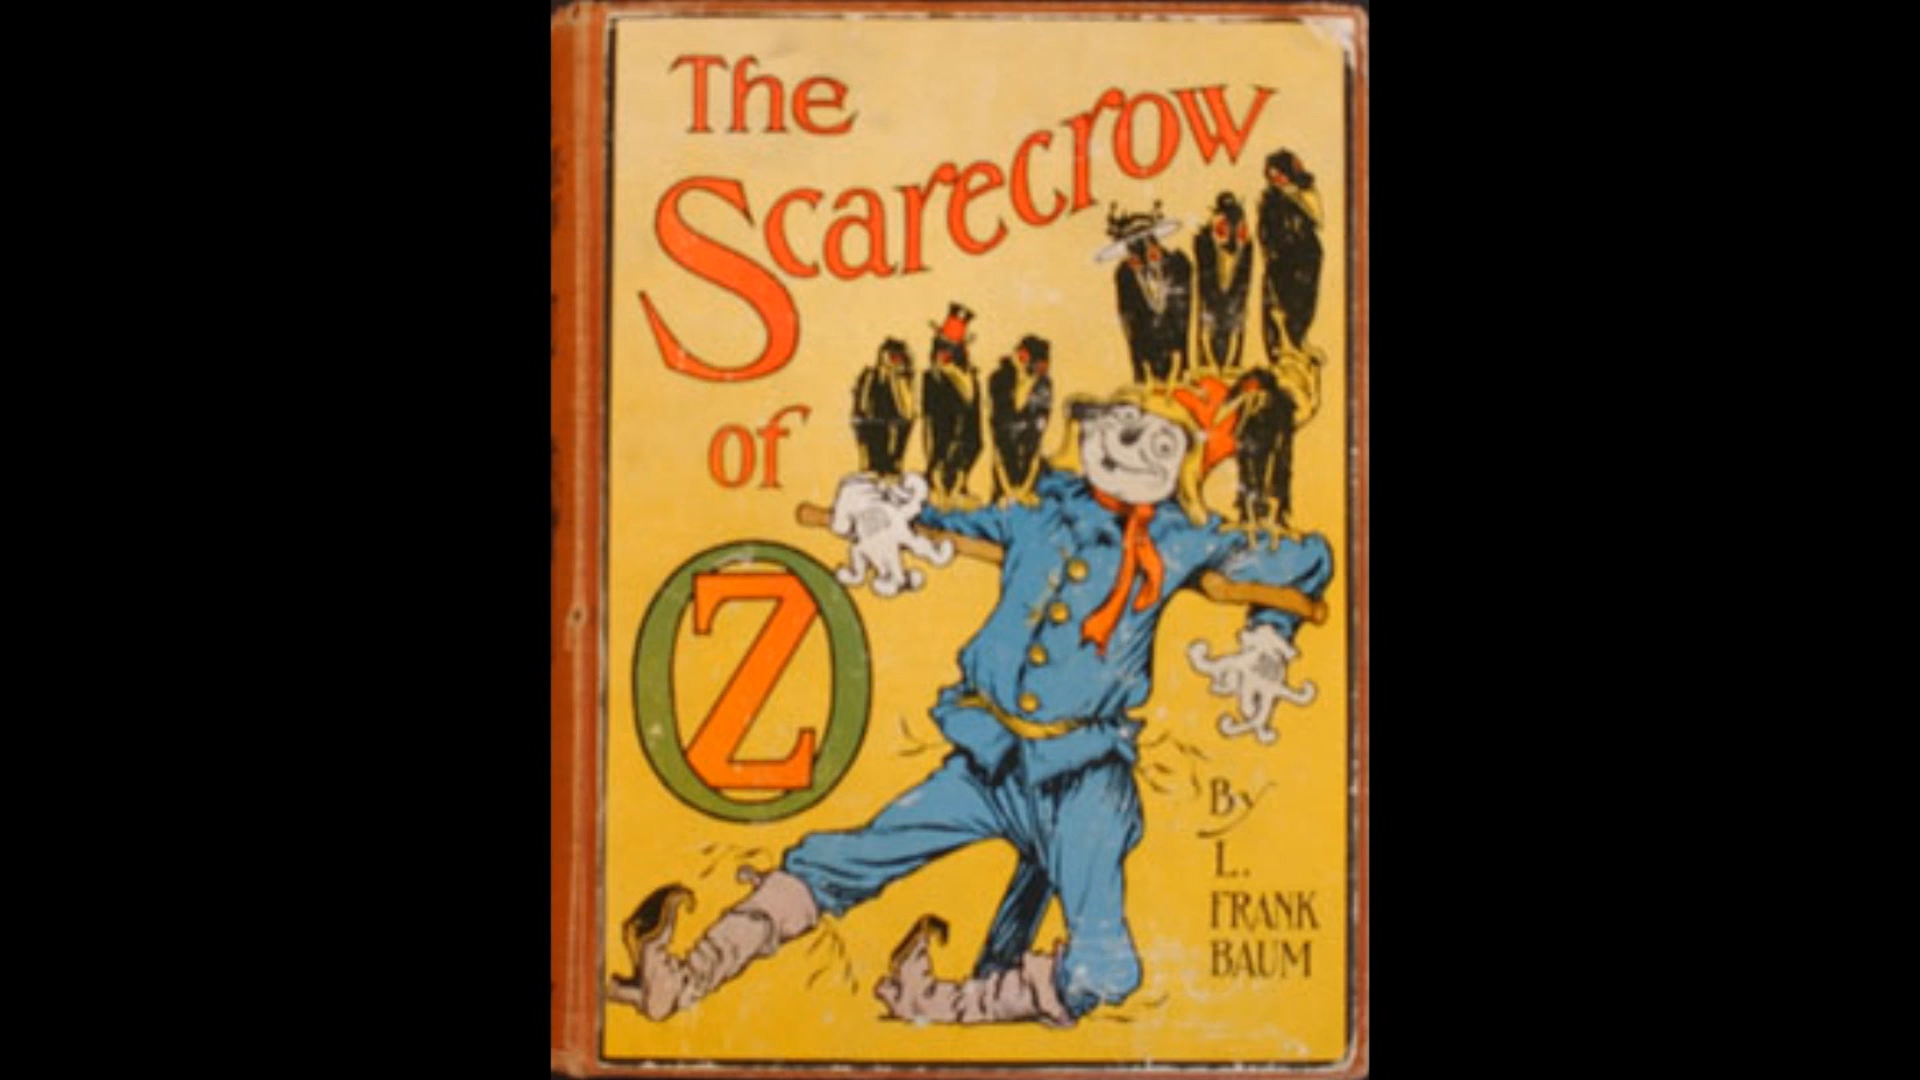 The
Scarecrow
of
OZ
By
L.
FRANK
BAUM